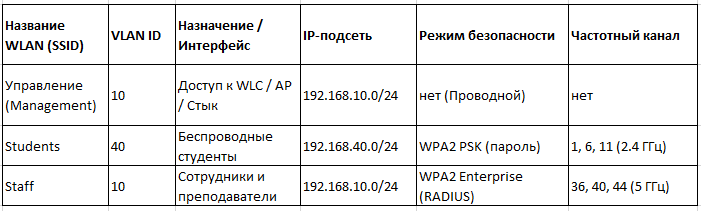 Название WLAN (SSID) | VLAN ID | Назначение / Интерфейс | IP-подсеть | Режим безопасности | Частотный канал
Управление (Management) | 10 | Доступ к WLC / AP / Стык | 192.168.10.0/24 | нет (Проводной) | нет
Students | 40 | Беспроводные студенты | 192.168.40.0/24 | WPA2 PSK (пароль) | 1, 6, 11 (2.4 ГГц)
Staff | 10 | Сотрудники и преподаватели | 192.168.10.0/24 | WPA2 Enterprise (RADIUS) | 36, 40, 44 (5 ГГц)